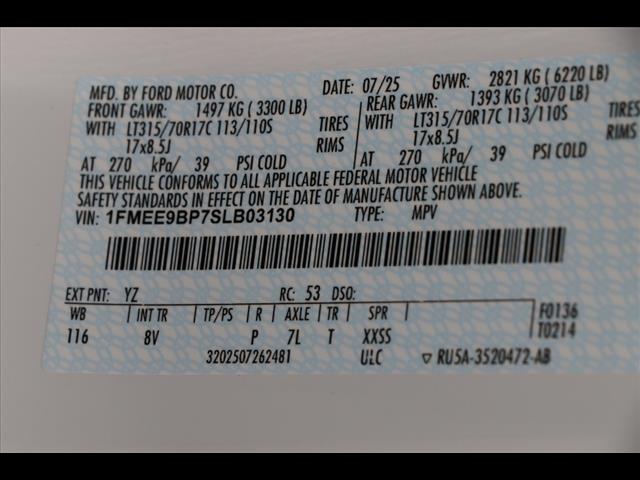 MFD. BY FORD MOTOR CO. DATE: 07/25 GVWR: 2821 KG ( 6220 LB)
FRONT GAWR: 1497 KG ( 3300 LB) REAR GAWR: 1393 KG ( 3070 LB)
WITH LT315/70R17C 113/110S TIRES WITH LT315/70R17C 113/110S TIRES
17x8.5J RIMS 17x8.5J RIMS
AT 270 kPa/ 39 PSI COLD AT 270 kPa/ 39 PSI COLD
THIS VEHICLE CONFORMS TO ALL APPLICABLE FEDERAL MOTOR VEHICLE
SAFETY STANDARDS IN EFFECT ON THE DATE OF MANUFACTURE SHOWN ABOVE.
VIN: 1FMEE9BP7SLB03130 TYPE: MPV
EXT PNT: YZ RC: 53 DSO:
WB INT TR TP/PS R AXLE TR SPR F0136
116 8V P 7L T XXSS T0214
3202507262481 ULC ▽ RU5A-3520472-AB